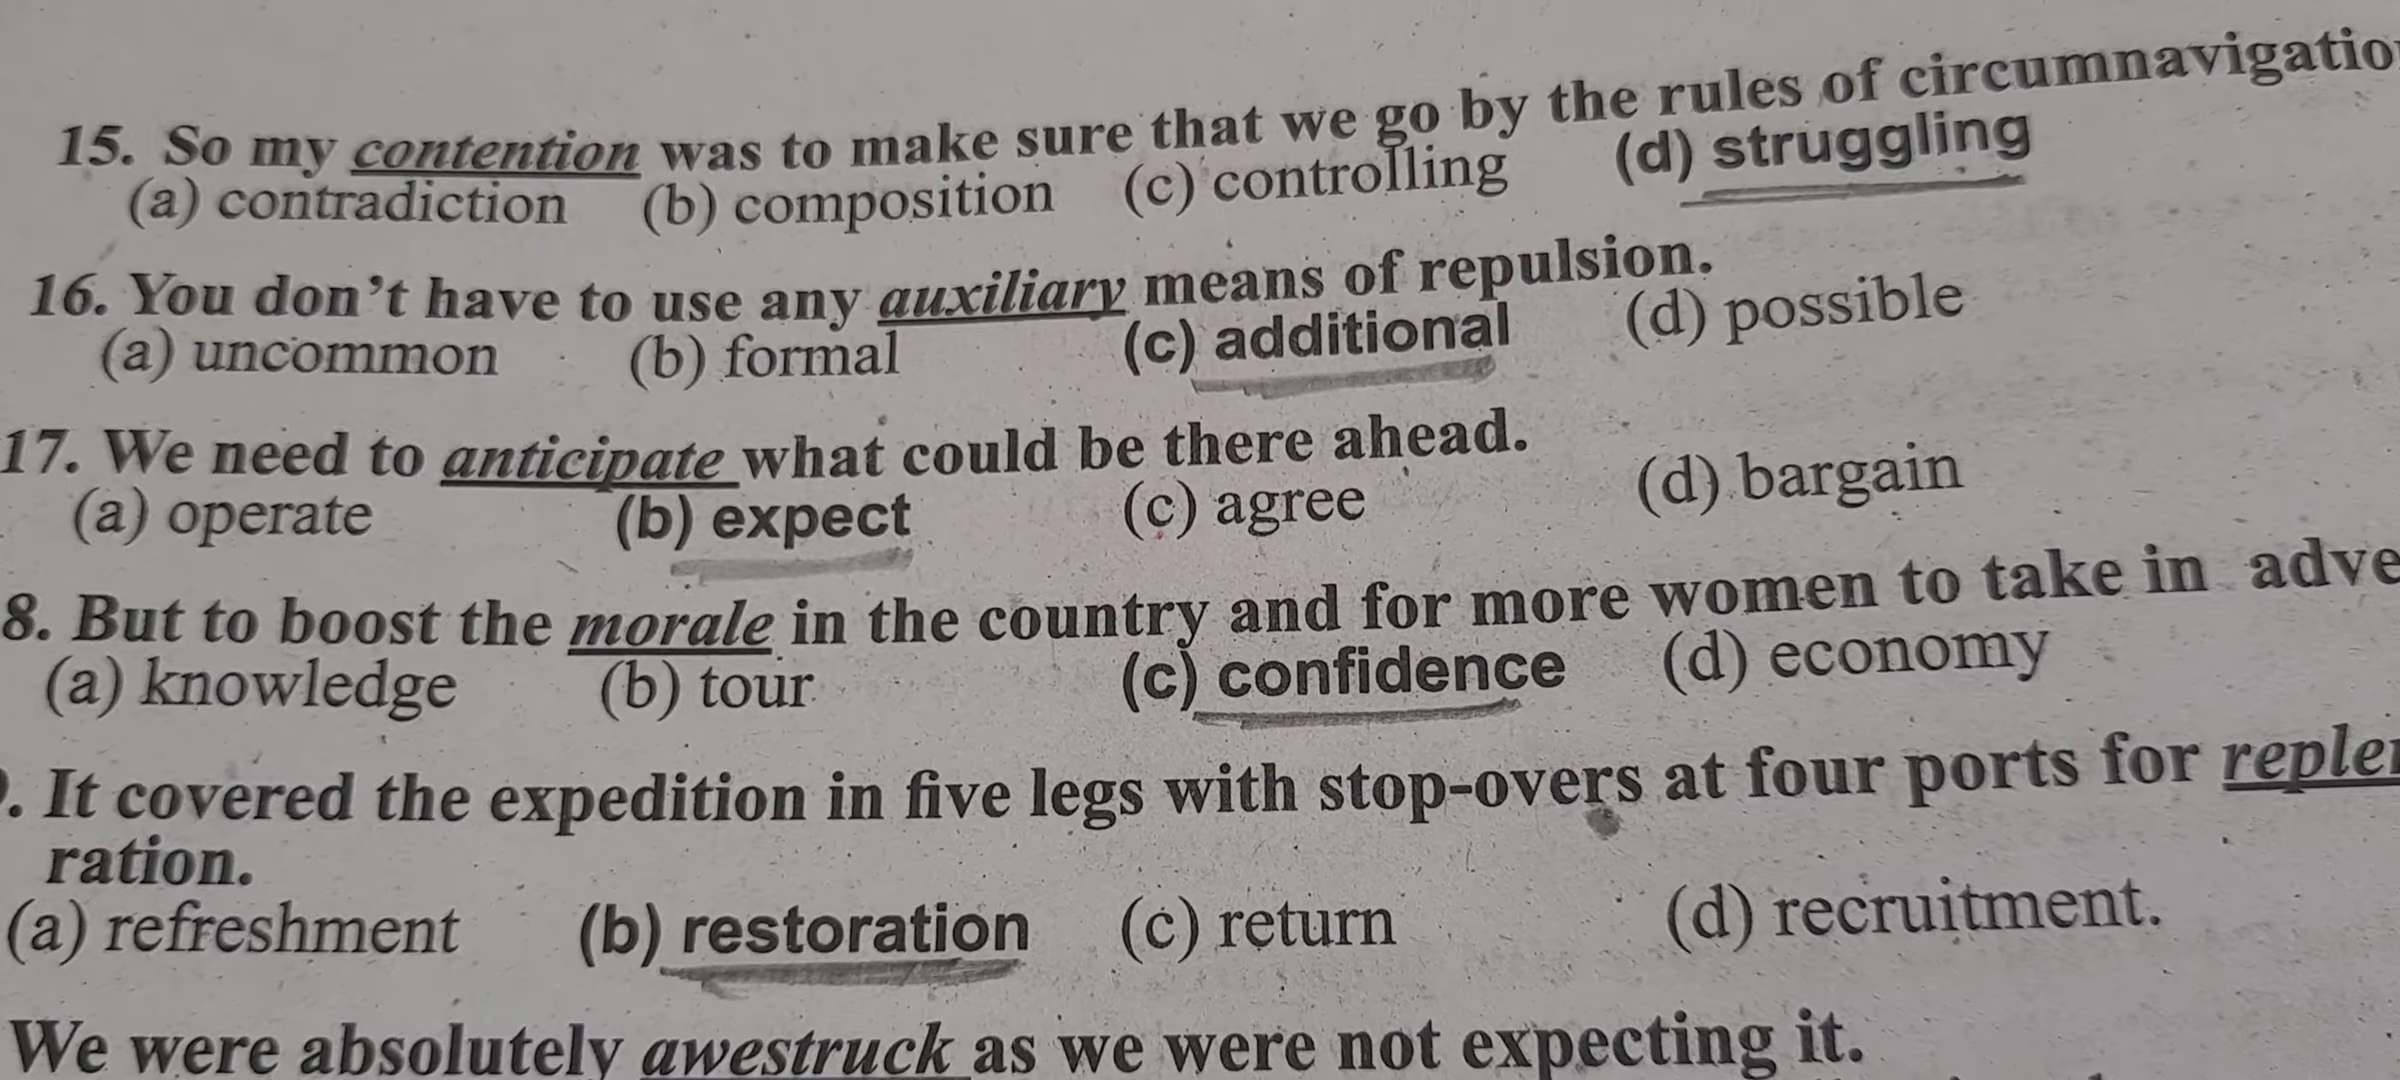 15. So my contention was to make sure that we go by the rules of circumnavigatio
(a) contradiction (b) composition (c) controlling (d) struggling
16. You don't have to use any auxiliary means of repulsion.
(a) uncommon (b) formal (c) additional (d) possible
17. We need to anticipate what could be there ahead.
(a) operate (b) expect (c) agree (d) bargain
8. But to boost the morale in the country and for more women to take in adve
(a) knowledge (b) tour (c) confidence (d) economy
. It covered the expedition in five legs with stop-overs at four ports for reple
ration.
(a) refreshment (b) restoration (c) return (d) recruitment.
We were absolutely awestruck as we were not expecting it.